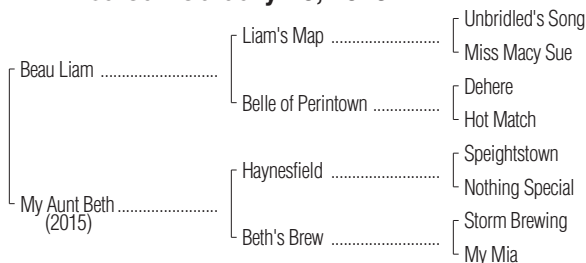 Unbridled's Song
Liam's Map
Miss Macy Sue
Beau Liam
Dehere
Belle of Perintown
Hot Match
Speightstown
Haynesfield
Nothing Special
My Aunt Beth
(2015)
Storm Brewing
Beth's Brew
My Mia